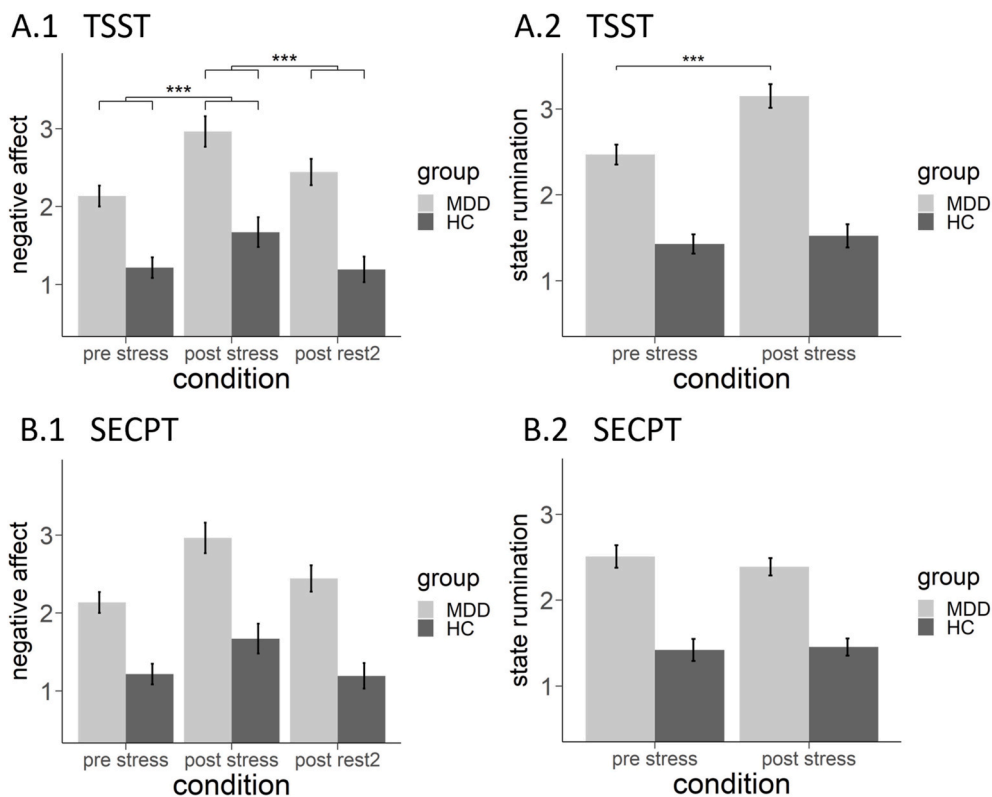 A.1 TSST
***
***
negative affect
3
2
1
group
MDD
HC
pre stress post stress post rest2
condition
A.2 TSST
***
state rumination
3
2
1
group
MDD
HC
pre stress post stress
condition
B.1 SECPT
negative affect
3
2
1
group
MDD
HC
pre stress post stress post rest2
condition
B.2 SECPT
state rumination
3
2
1
group
MDD
HC
pre stress post stress
condition